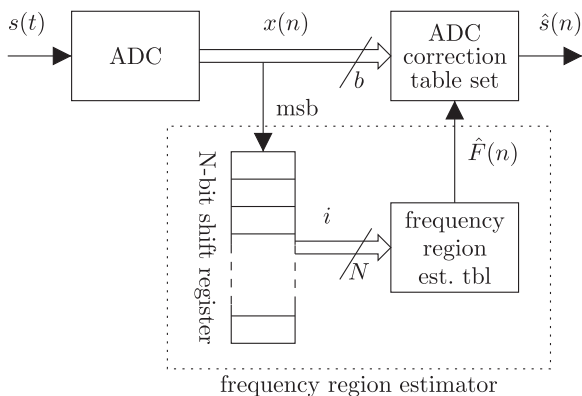 s(t)
ADC
x(n)
b
ADC
correction
table set
ŝ(n)
msb
F̂(n)
N-bit shift register
i
N
frequency
region
est. tbl
frequency region estimator